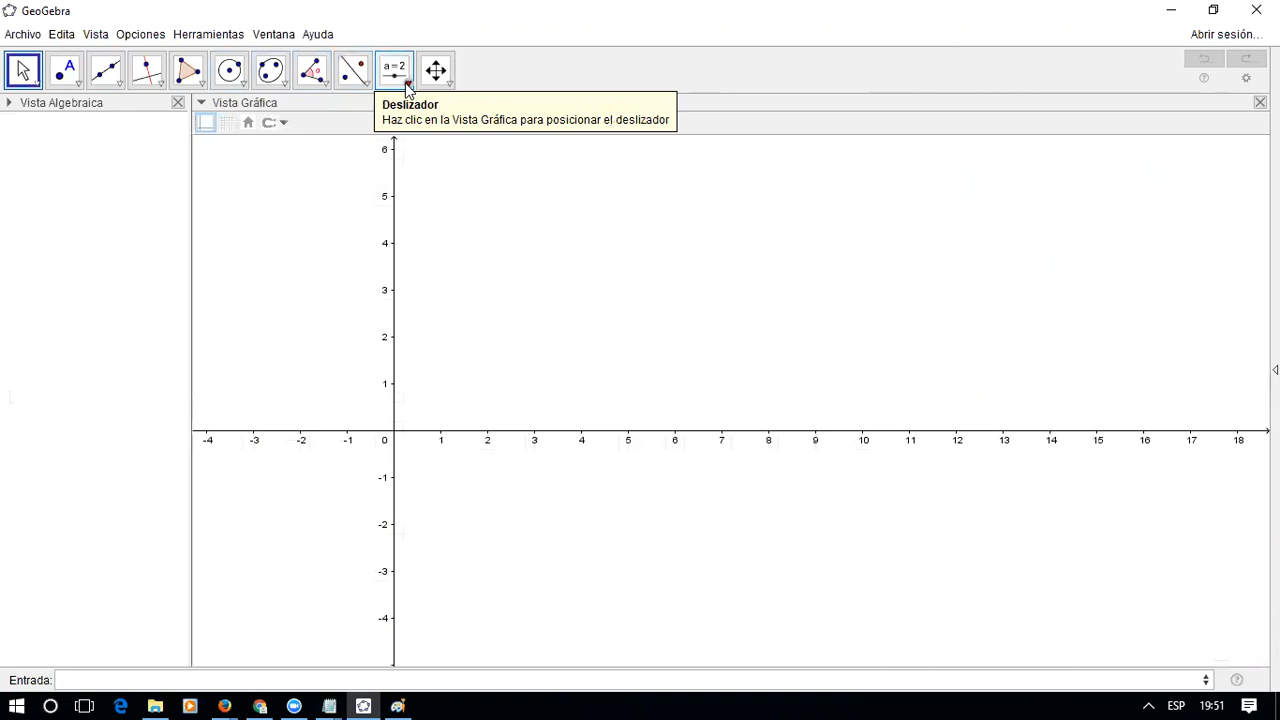 GeoGebra
Archivo Edita Vista Opciones Herramientas Ventana Ayuda
Abrir sesión...
A
α
a=2
Vista Algebraica
Vista Gráfica
Deslizador
Haz clic en la Vista Gráfica para posicionar el deslizador
6
5
4
3
2
1
-4 -3 -2 -1 0 1 2 3 4 5 6 7 8 9 10 11 12 13 14 15 16 17 18
-1
-2
-3
-4
Entrada:
ESP 19:51